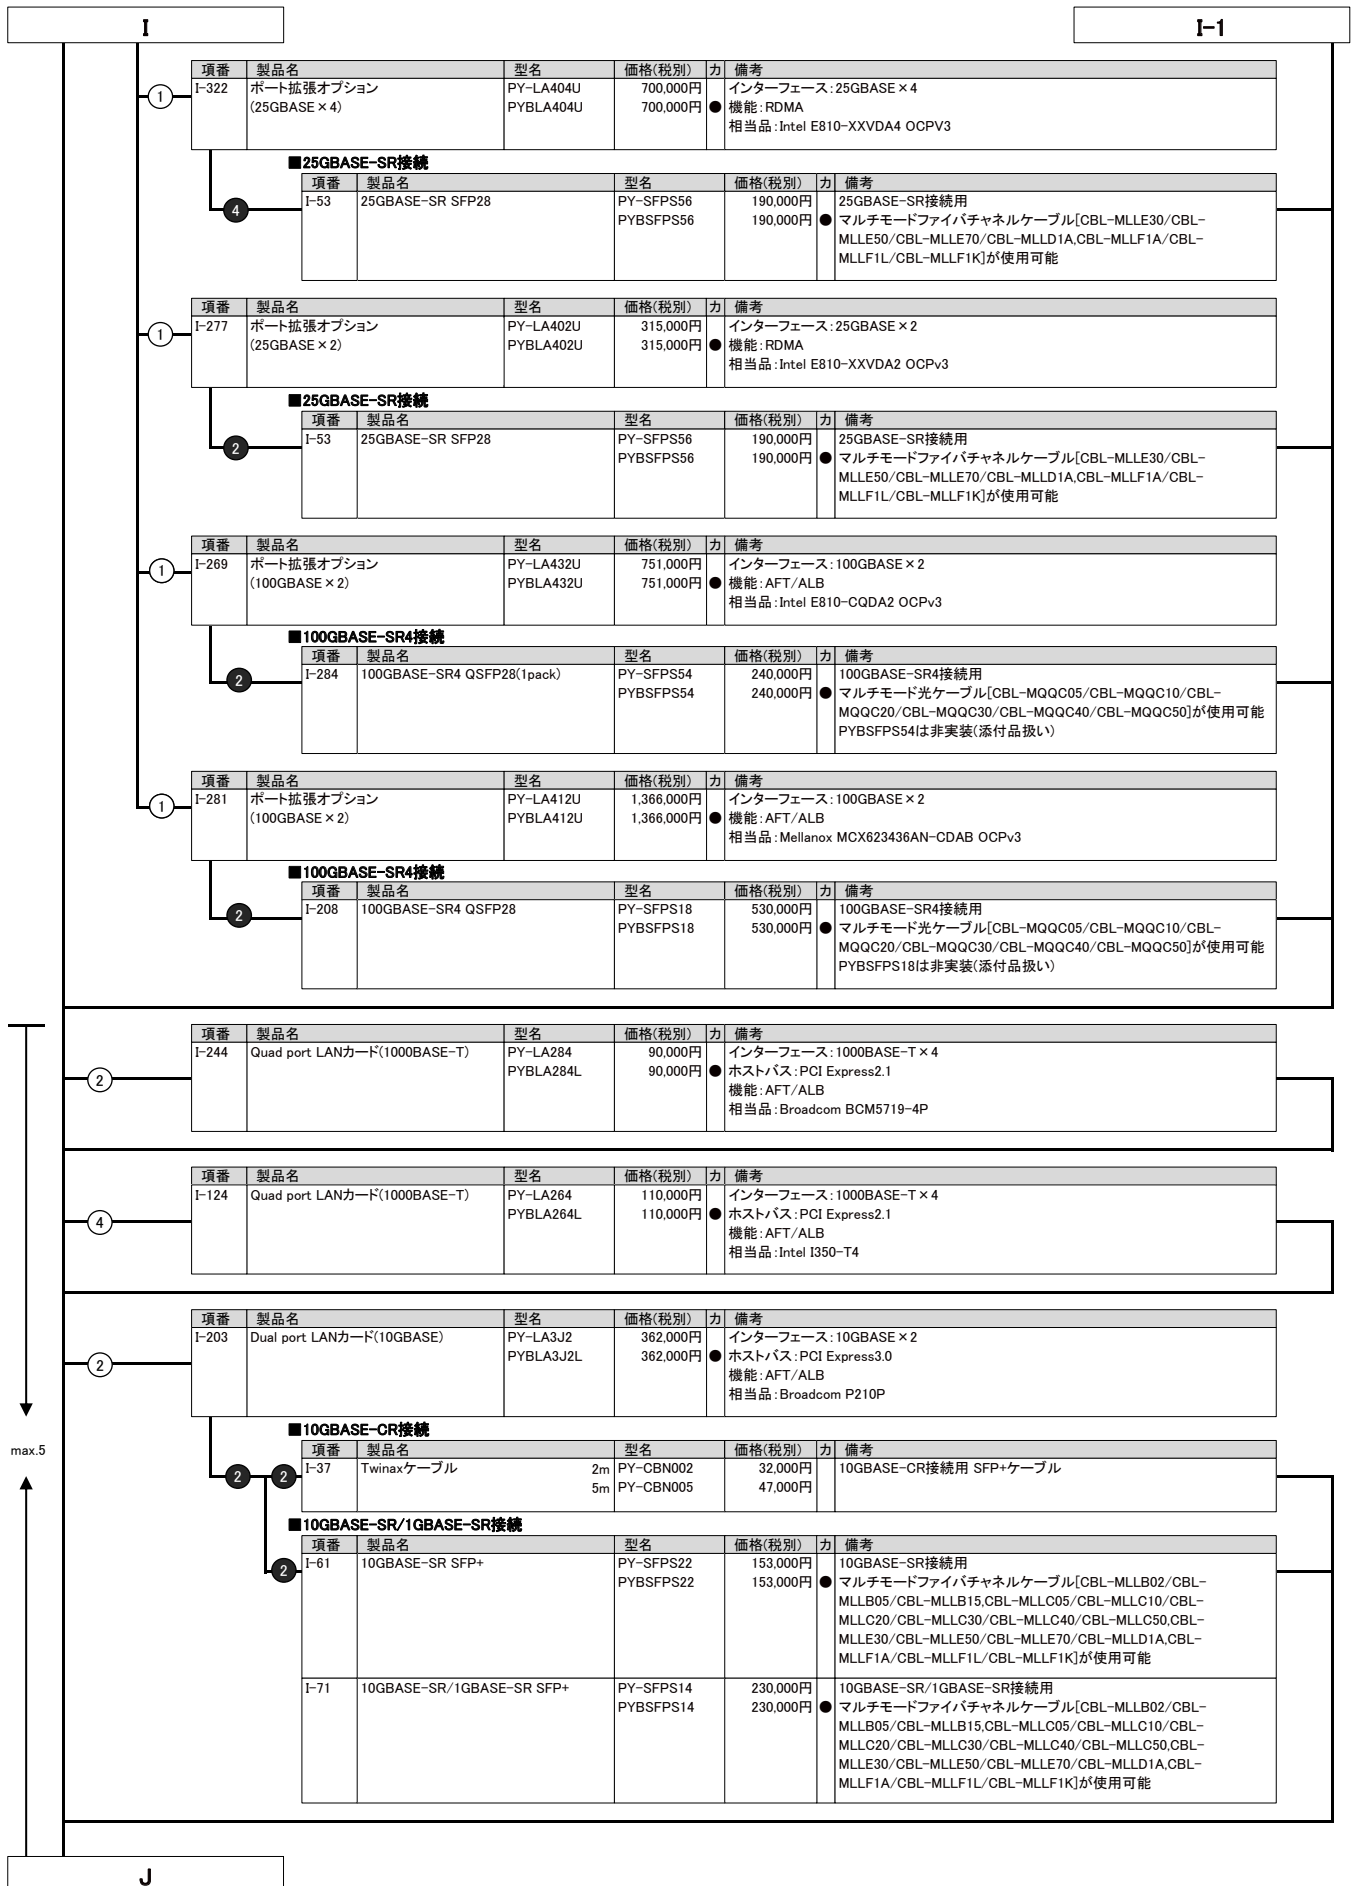 I
I-1
項番 製品名 型名 価格(税別) カ 備考
① I-322 ポート拡張オプション PY-LA404U 700,000円 インターフェース:25GBASE×4
(25GBASE×4) PYBLA404U 700,000円 ● 機能:RDMA
相当品:Intel E810-XXVDA4 OCPV3
■25GBASE-SR接続
項番 製品名 型名 価格(税別) カ 備考
4 I-53 25GBASE-SR SFP28 PY-SFPS56 190,000円 25GBASE-SR接続用
PYBSFPS56 190,000円 ● マルチモードファイバチャネルケーブル[CBL-MLLE30/CBL-
MLLE50/CBL-MLLE70/CBL-MLLD1A,CBL-MLLF1A/CBL-
MLLF1L/CBL-MLLF1K]が使用可能
項番 製品名 型名 価格(税別) カ 備考
① I-277 ポート拡張オプション PY-LA402U 315,000円 インターフェース:25GBASE×2
(25GBASE×2) PYBLA402U 315,000円 ● 機能:RDMA
相当品:Intel E810-XXVDA2 OCPv3
■25GBASE-SR接続
項番 製品名 型名 価格(税別) カ 備考
2 I-53 25GBASE-SR SFP28 PY-SFPS56 190,000円 25GBASE-SR接続用
PYBSFPS56 190,000円 ● マルチモードファイバチャネルケーブル[CBL-MLLE30/CBL-
MLLE50/CBL-MLLE70/CBL-MLLD1A,CBL-MLLF1A/CBL-
MLLF1L/CBL-MLLF1K]が使用可能
項番 製品名 型名 価格(税別) カ 備考
① I-269 ポート拡張オプション PY-LA432U 751,000円 インターフェース:100GBASE×2
(100GBASE×2) PYBLA432U 751,000円 ● 機能:AFT/ALB
相当品:Intel E810-CQDA2 OCPv3
■100GBASE-SR4接続
項番 製品名 型名 価格(税別) カ 備考
2 I-284 100GBASE-SR4 QSFP28(1pack) PY-SFPS54 240,000円 100GBASE-SR4接続用
PYBSFPS54 240,000円 ● マルチモード光ケーブル[CBL-MQQC05/CBL-MQQC10/CBL-
MQQC20/CBL-MQQC30/CBL-MQQC40/CBL-MQQC50]が使用可能
PYBSFPS54は非実装(添付品扱い)
項番 製品名 型名 価格(税別) カ 備考
① I-281 ポート拡張オプション PY-LA412U 1,366,000円 インターフェース:100GBASE×2
(100GBASE×2) PYBLA412U 1,366,000円 ● 機能:AFT/ALB
相当品:Mellanox MCX623436AN-CDAB OCPv3
■100GBASE-SR4接続
項番 製品名 型名 価格(税別) カ 備考
2 I-208 100GBASE-SR4 QSFP28 PY-SFPS18 530,000円 100GBASE-SR4接続用
PYBSFPS18 530,000円 ● マルチモード光ケーブル[CBL-MQQC05/CBL-MQQC10/CBL-
MQQC20/CBL-MQQC30/CBL-MQQC40/CBL-MQQC50]が使用可能
PYBSFPS18は非実装(添付品扱い)
項番 製品名 型名 価格(税別) カ 備考
② I-244 Quad port LANカード(1000BASE-T) PY-LA284 90,000円 インターフェース:1000BASE-T×4
PYBLA284L 90,000円 ● ホストバス:PCI Express2.1
機能:AFT/ALB
相当品:Broadcom BCM5719-4P
項番 製品名 型名 価格(税別) カ 備考
④ I-124 Quad port LANカード(1000BASE-T) PY-LA264 110,000円 インターフェース:1000BASE-T×4
PYBLA264L 110,000円 ● ホストバス:PCI Express2.1
機能:AFT/ALB
相当品:Intel I350-T4
項番 製品名 型名 価格(税別) カ 備考
② I-203 Dual port LANカード(10GBASE) PY-LA3J2 362,000円 インターフェース:10GBASE×2
PYBLA3J2L 362,000円 ● ホストバス:PCI Express3.0
機能:AFT/ALB
相当品:Broadcom P210P
max.5
■10GBASE-CR接続
項番 製品名 型名 価格(税別) カ 備考
2 2 I-37 Twinaxケーブル 2m PY-CBN002 32,000円 10GBASE-CR接続用 SFP+ケーブル
5m PY-CBN005 47,000円
■10GBASE-SR/1GBASE-SR接続
項番 製品名 型名 価格(税別) カ 備考
2 I-61 10GBASE-SR SFP+ PY-SFPS22 153,000円 10GBASE-SR接続用
PYBSFPS22 153,000円 ● マルチモードファイバチャネルケーブル[CBL-MLLB02/CBL-
MLLB05/CBL-MLLB15,CBL-MLLC05/CBL-MLLC10/CBL-
MLLC20/CBL-MLLC30/CBL-MLLC40/CBL-MLLC50,CBL-
MLLE30/CBL-MLLE50/CBL-MLLE70/CBL-MLLD1A,CBL-
MLLF1A/CBL-MLLF1L/CBL-MLLF1K]が使用可能
I-71 10GBASE-SR/1GBASE-SR SFP+ PY-SFPS14 230,000円 10GBASE-SR/1GBASE-SR接続用
PYBSFPS14 230,000円 ● マルチモードファイバチャネルケーブル[CBL-MLLB02/CBL-
MLLB05/CBL-MLLB15,CBL-MLLC05/CBL-MLLC10/CBL-
MLLC20/CBL-MLLC30/CBL-MLLC40/CBL-MLLC50,CBL-
MLLE30/CBL-MLLE50/CBL-MLLE70/CBL-MLLD1A,CBL-
MLLF1A/CBL-MLLF1L/CBL-MLLF1K]が使用可能
J